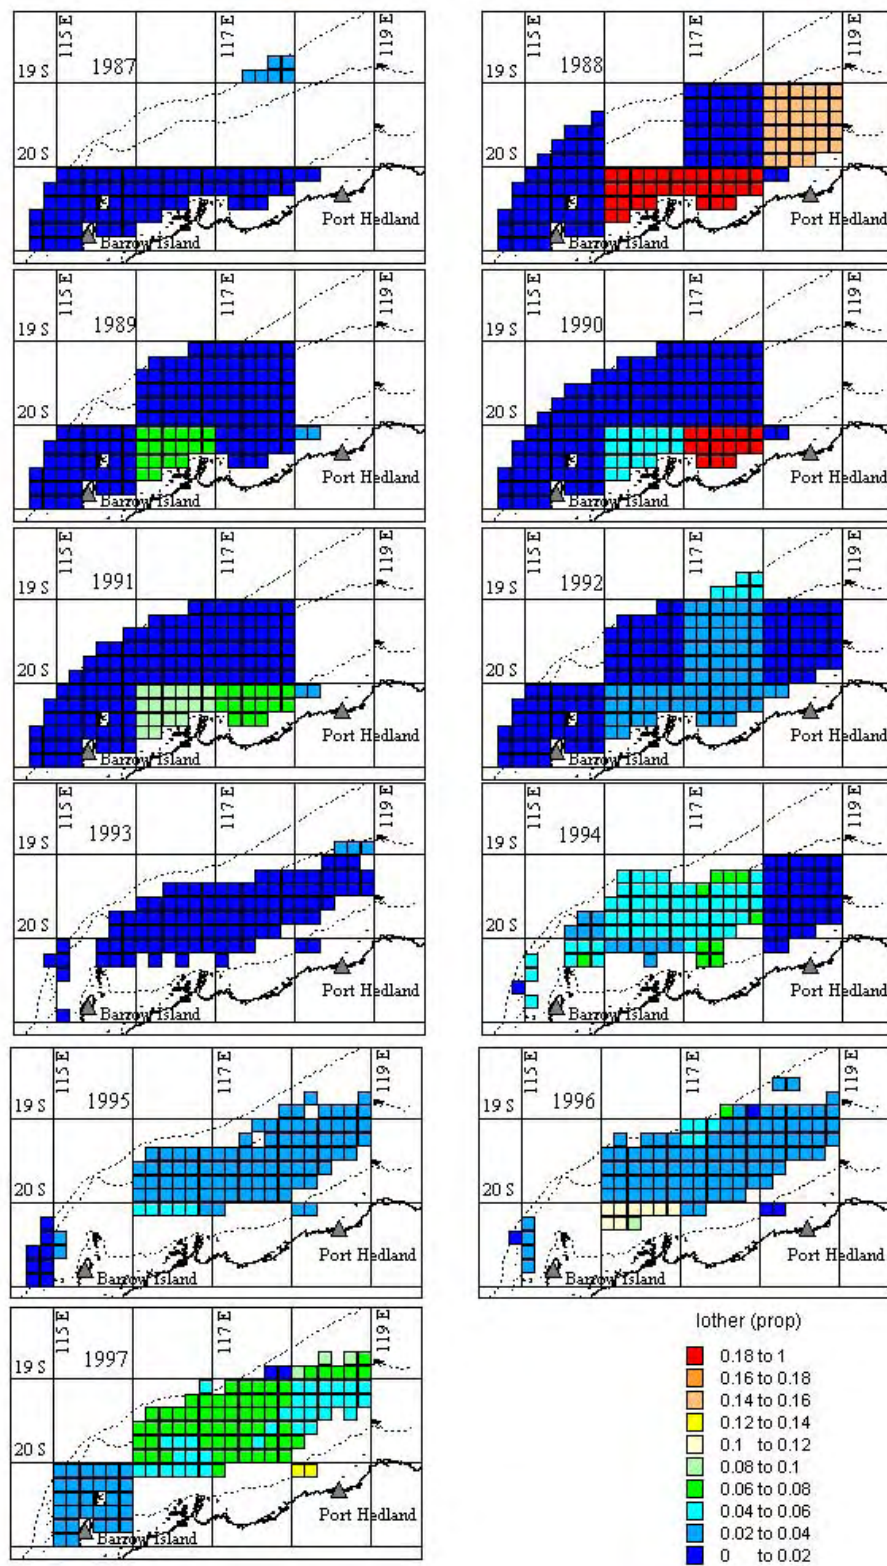 115 E
117 E
119 E
19 S
1987
20 S
Port Hedland
Barrow Island
115 E
117 E
119 E
19 S
1988
20 S
Port Hedland
Barrow Island
115 E
117 E
119 E
19 S
1989
20 S
Port Hedland
Barrow Island
115 E
117 E
119 E
19 S
1990
20 S
Port Hedland
Barrow Island
115 E
117 E
119 E
19 S
1991
20 S
Port Hedland
Barrow Island
115 E
117 E
119 E
19 S
1992
20 S
Port Hedland
Barrow Island
115 E
117 E
119 E
19 S
1993
20 S
Port Hedland
Barrow Island
115 E
117 E
119 E
19 S
1994
20 S
Port Hedland
Barrow Island
115 E
117 E
119 E
19 S
1995
20 S
Port Hedland
Barrow Island
115 E
117 E
119 E
19 S
1996
20 S
Port Hedland
Barrow Island
115 E
117 E
119 E
19 S
1997
20 S
Port Hedland
Barrow Island
lother (prop)
0.18 to 1
0.16 to 0.18
0.14 to 0.16
0.12 to 0.14
0.1 to 0.12
0.08 to 0.1
0.06 to 0.08
0.04 to 0.06
0.02 to 0.04
0 to 0.02